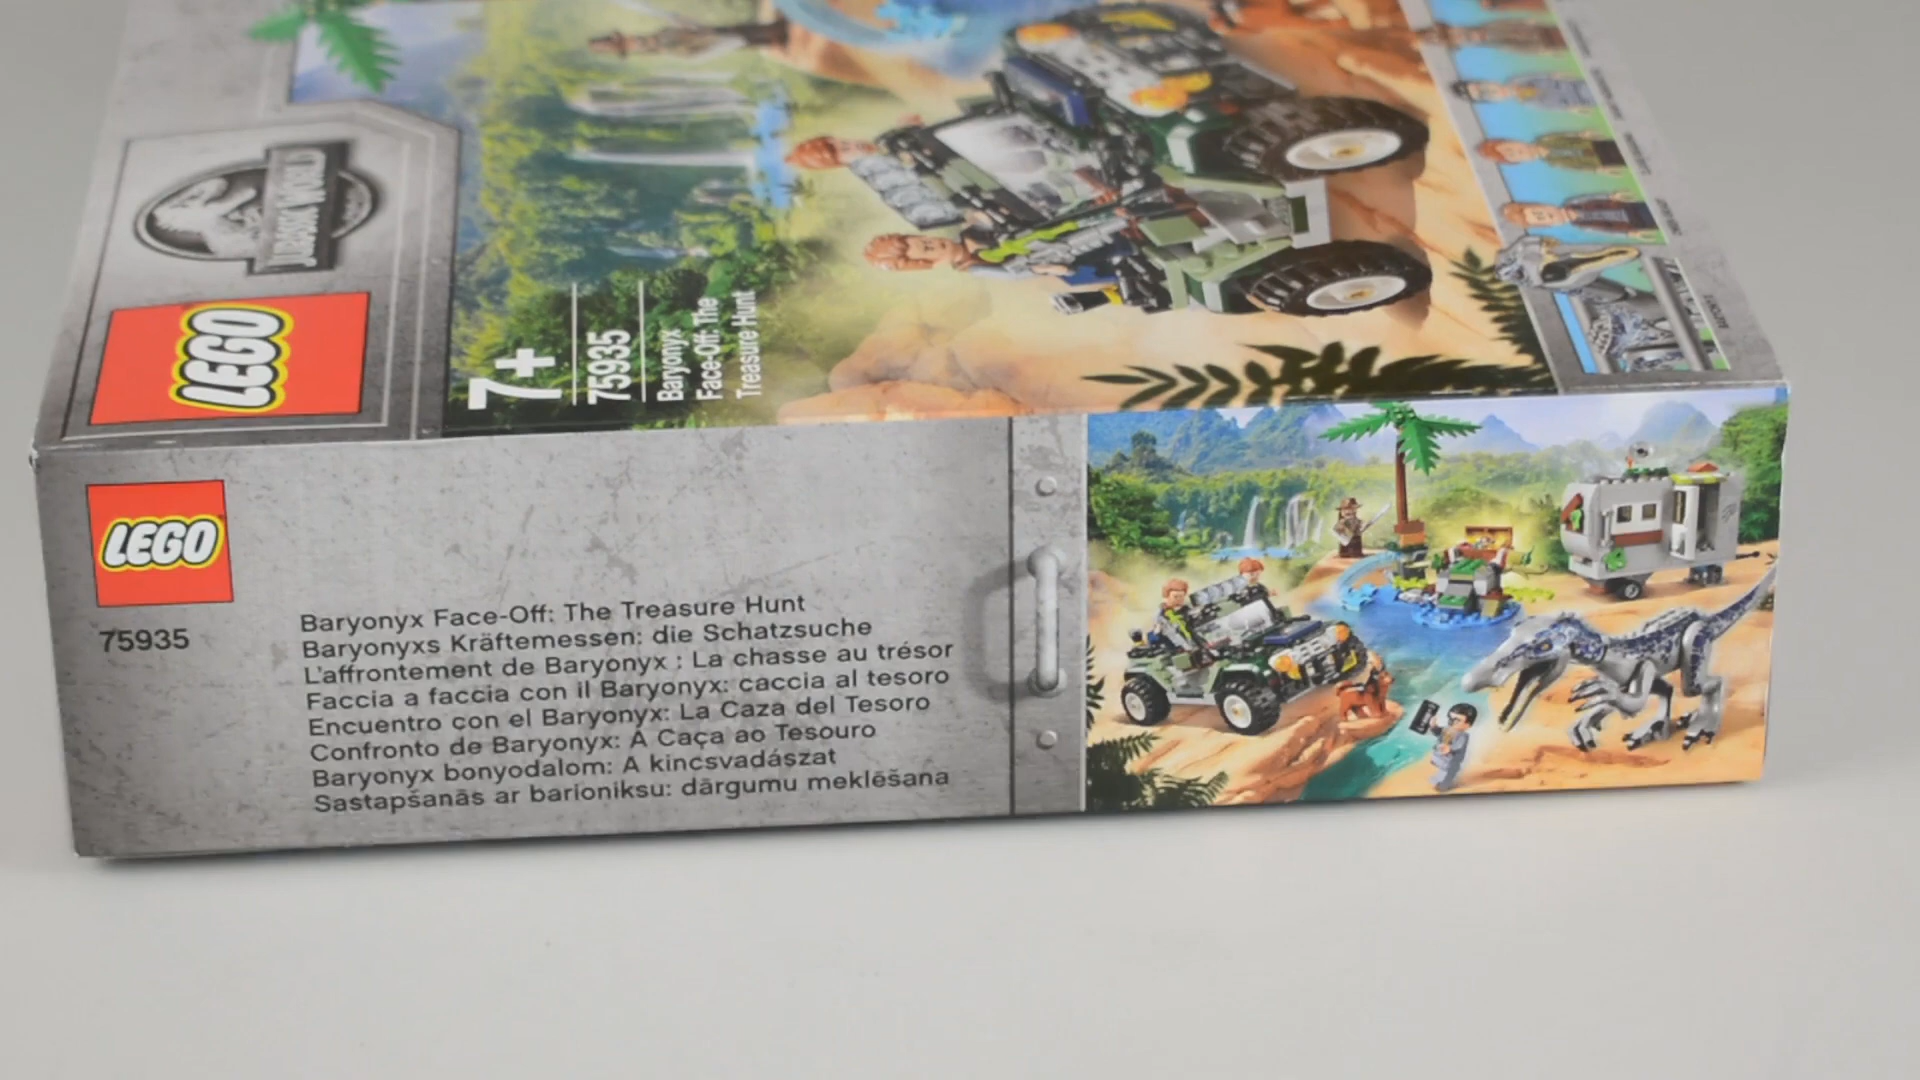 JURASSIC WORLD
LEGO
7+
75935
Baryonyx
Face-Off: The
Treasure Hunt
LEGO
75935
Baryonyx Face-Off: The Treasure Hunt
Baryonyxs Kräftemessen: die Schatzsuche
L'affrontement de Baryonyx : La chasse au trésor
Faccia a faccia con il Baryonyx: caccia al tesoro
Encuentro con el Baryonyx: La Caza del Tesoro
Confronto de Baryonyx: A Caça ao Tesouro
Baryonyx bonyodalom: A kincsvadászat
Sastapšanās ar barioniksu: dārgumu meklēšana